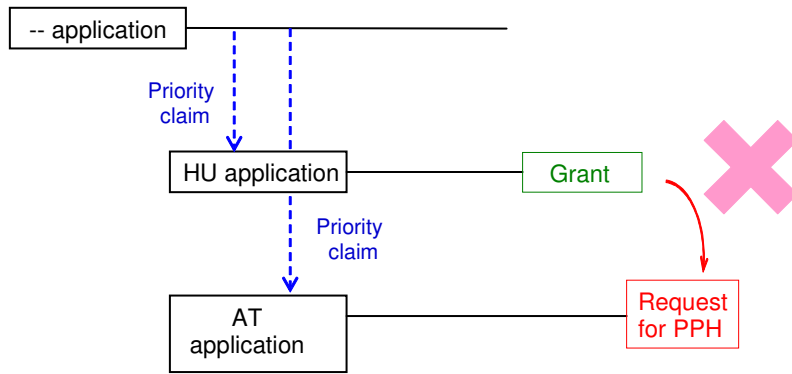 -- application
Priority
claim
HU application
Grant
Priority
claim
AT
application
Request
for PPH